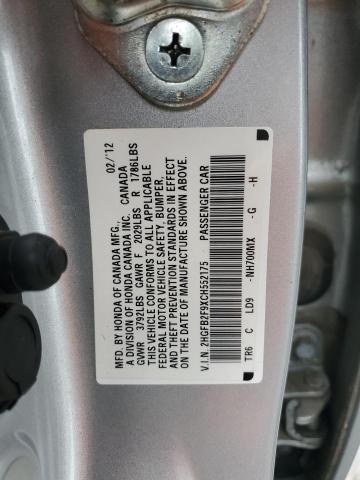 MFD. BY HONDA OF CANADA MFG. 02/'12
A DIVISION OF HONDA CANADA INC. CANADA
GVWR 3792LBS GAWR F 2029LBS R 1786LBS
THIS VEHICLE CONFORMS TO ALL APPLICABLE
FEDERAL MOTOR VEHICLE SAFETY, BUMPER,
AND THEFT PREVENTION STANDARDS IN EFFECT
ON THE DATE OF MANUFACTURE SHOWN ABOVE.
V.I.N. 2HGFB2F9XCH552175 PASSENGER CAR
TR6 C LD9 -NH700MX -G -H